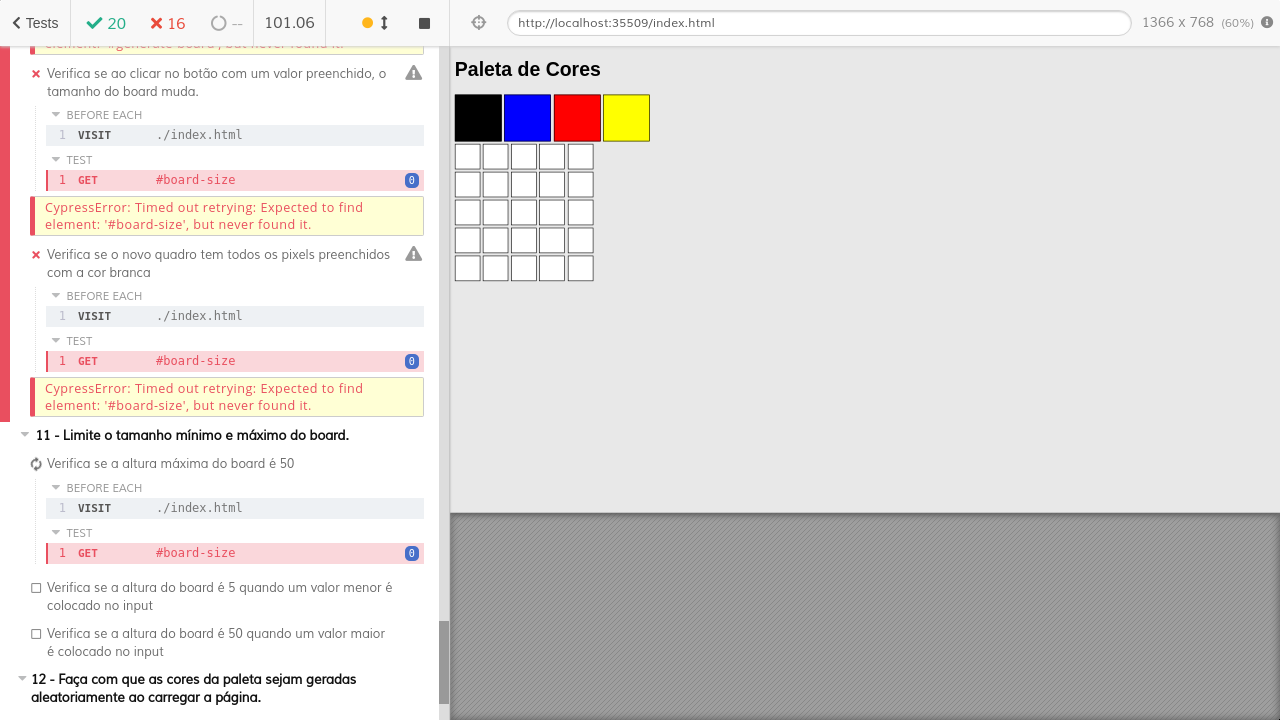 Tests 20 16 -- 101.06 http://localhost:35509/index.html 1366 x 768 (60%)
element: '#generate-board', but never found it.
Verifica se ao clicar no botão com um valor preenchido, o
tamanho do board muda.
BEFORE EACH
1 VISIT ./index.html
TEST
1 GET #board-size 0
CypressError: Timed out retrying: Expected to find
element: '#board-size', but never found it.
Verifica se o novo quadro tem todos os pixels preenchidos
com a cor branca
BEFORE EACH
1 VISIT ./index.html
TEST
1 GET #board-size 0
CypressError: Timed out retrying: Expected to find
element: '#board-size', but never found it.
11 - Limite o tamanho mínimo e máximo do board.
Verifica se a altura máxima do board é 50
BEFORE EACH
1 VISIT ./index.html
TEST
1 GET #board-size 0
Verifica se a altura do board é 5 quando um valor menor é
colocado no input
Verifica se a altura do board é 50 quando um valor maior
é colocado no input
12 - Faça com que as cores da paleta sejam geradas
aleatoriamente ao carregar a página.
Paleta de Cores